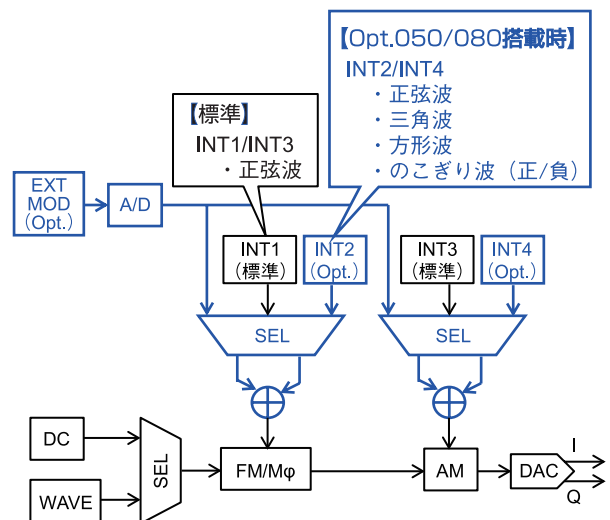 【Opt.050/080搭載時】
INT2/INT4
・正弦波
・三角波
・方形波
・のこぎり波（正/負）
【標準】
INT1/INT3
・正弦波
EXT
MOD
(Opt.)
A/D
INT1
(標準)
INT2
(Opt.)
INT3
(標準)
INT4
(Opt.)
SEL
SEL
DC
WAVE
SEL
FM/Mφ
AM
DAC
I
Q